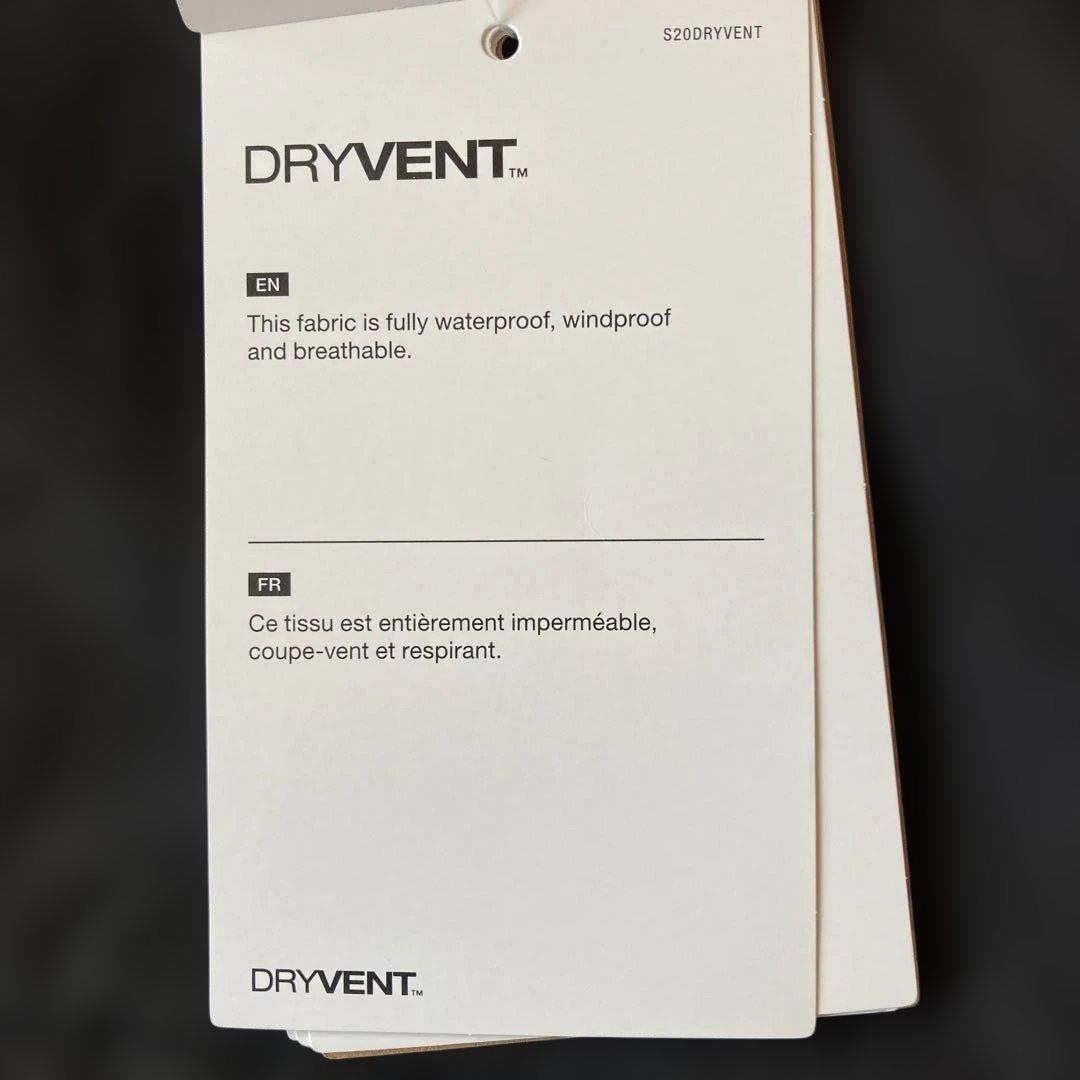 S20DRYVENT
DRYVENT™
EN
This fabric is fully waterproof, windproof
and breathable.
FR
Ce tissu est entièrement imperméable,
coupe-vent et respirant.
DRYVENT™